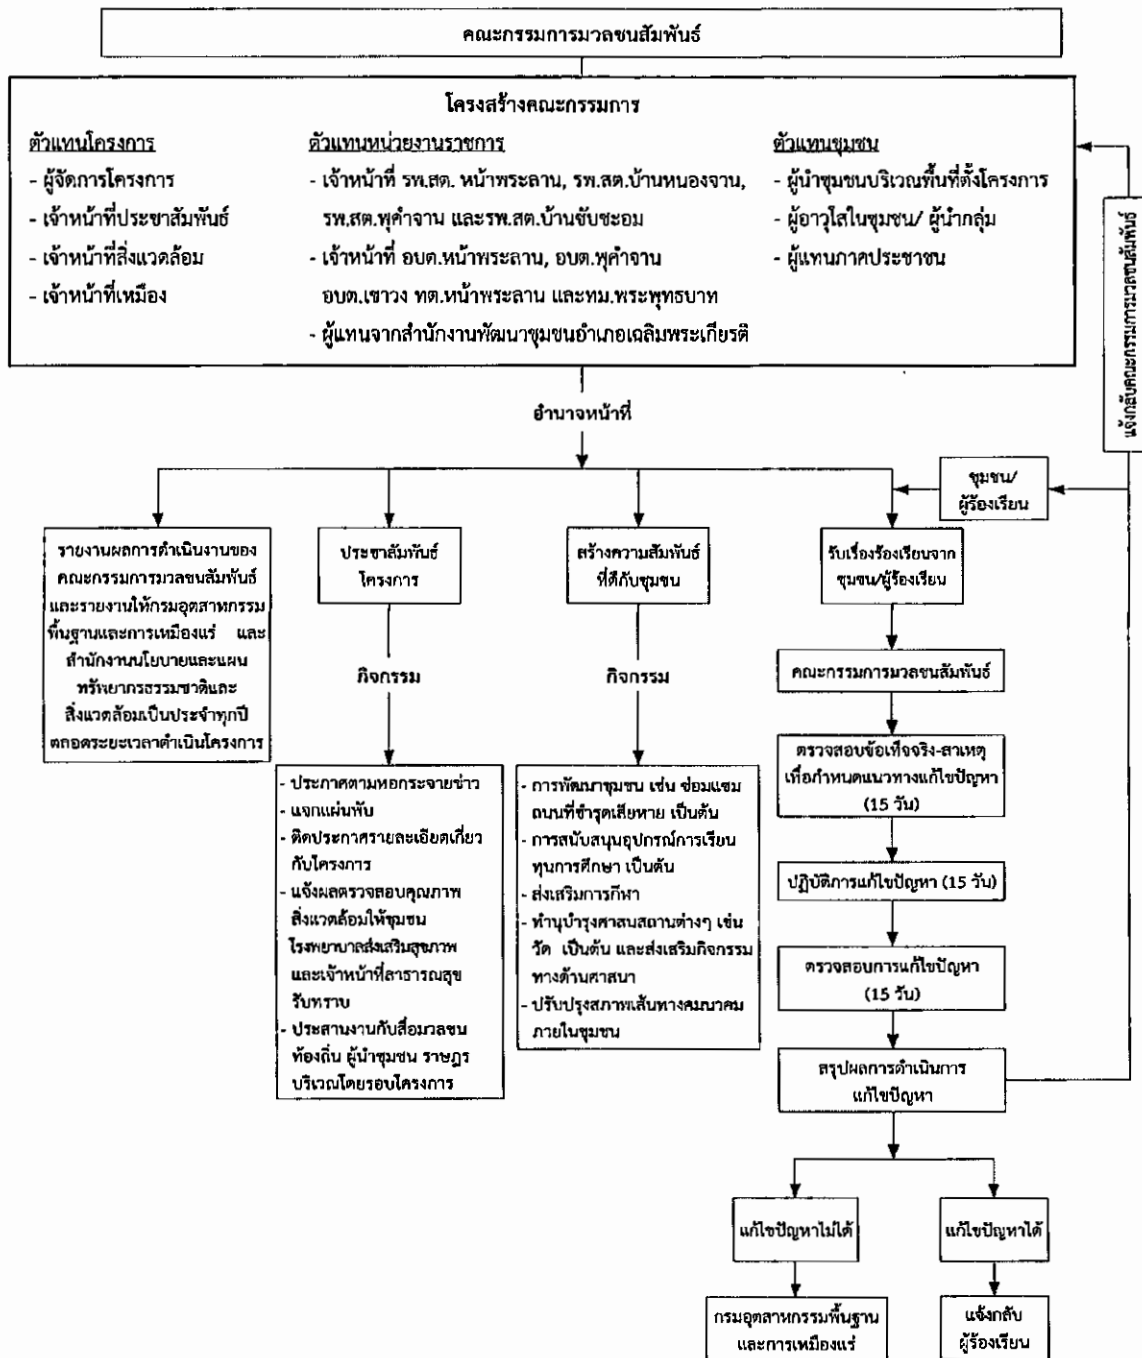 คณะกรรมการมวลชนสัมพันธ์
โครงสร้างคณะกรรมการ
ตัวแทนโครงการ
- ผู้จัดการโครงการ
- เจ้าหน้าที่ประชาสัมพันธ์
- เจ้าหน้าที่สิ่งแวดล้อม
- เจ้าหน้าที่เหมือง
ตัวแทนหน่วยงานราชการ
- เจ้าหน้าที่ รพ.สต. หน้าพระลาน, รพ.สต.บ้านหนองจาน,
รพ.สต.พุคำจาน และรพ.สต.บ้านซับชะอม
- เจ้าหน้าที่ อบต.หน้าพระลาน, อบต.พุคำจาน
อบต.เขาวง ทต.หน้าพระลาน และทม.พระพุทธบาท
- ผู้แทนจากสำนักงานพัฒนาชุมชนอำเภอเฉลิมพระเกียรติ
ตัวแทนชุมชน
- ผู้นำชุมชนบริเวณพื้นที่ตั้งโครงการ
- ผู้อาวุโสในชุมชน/ ผู้นำกลุ่ม
- ผู้แทนภาคประชาชน
แจ้งกลับคณะกรรมการมวลชนสัมพันธ์
อำนาจหน้าที่
ชุมชน/
ผู้ร้องเรียน
รายงานผลการดำเนินงานของ
คณะกรรมการมวลชนสัมพันธ์
และรายงานให้กรมอุตสาหกรรม
พื้นฐานและการเหมืองแร่ และ
สำนักงานนโยบายและแผน
ทรัพยากรธรรมชาติและ
สิ่งแวดล้อมเป็นประจำทุกปี
ตลอดระยะเวลาดำเนินโครงการ
ประชาสัมพันธ์
โครงการ
กิจกรรม
- ประกาศตามหอกระจายข่าว
- แจกแผ่นพับ
- ติดประกาศรายละเอียดเกี่ยว
กับโครงการ
- แจ้งผลตรวจสอบคุณภาพ
สิ่งแวดล้อมให้ชุมชน
โรงพยาบาลส่งเสริมสุขภาพ
และเจ้าหน้าที่สาธารณสุข
รับทราบ
- ประสานงานกับสื่อมวลชน
ท้องถิ่น ผู้นำชุมชน ราษฎร
บริเวณโดยรอบโครงการ
สร้างความสัมพันธ์
ที่ดีกับชุมชน
กิจกรรม
- การพัฒนาชุมชน เช่น ซ่อมแซม
ถนนที่ชำรุดเสียหาย เป็นต้น
- การสนับสนุนอุปกรณ์การเรียน
ทุนการศึกษา เป็นต้น
- ส่งเสริมการกีฬา
- ทำนุบำรุงศาสนสถานต่างๆ เช่น
วัด เป็นต้น และส่งเสริมกิจกรรม
ทางด้านศาสนา
- ปรับปรุงสภาพเส้นทางคมนาคม
ภายในชุมชน
รับเรื่องร้องเรียนจาก
ชุมชน/ผู้ร้องเรียน
คณะกรรมการมวลชนสัมพันธ์
ตรวจสอบข้อเท็จจริง-สาเหตุ
เพื่อกำหนดแนวทางแก้ไขปัญหา
(15 วัน)
ปฏิบัติการแก้ไขปัญหา (15 วัน)
ตรวจสอบการแก้ไขปัญหา
(15 วัน)
สรุปผลการดำเนินการ
แก้ไขปัญหา
แก้ไขปัญหาไม่ได้
แก้ไขปัญหาได้
กรมอุตสาหกรรมพื้นฐาน
และการเหมืองแร่
แจ้งกลับ
ผู้ร้องเรียน